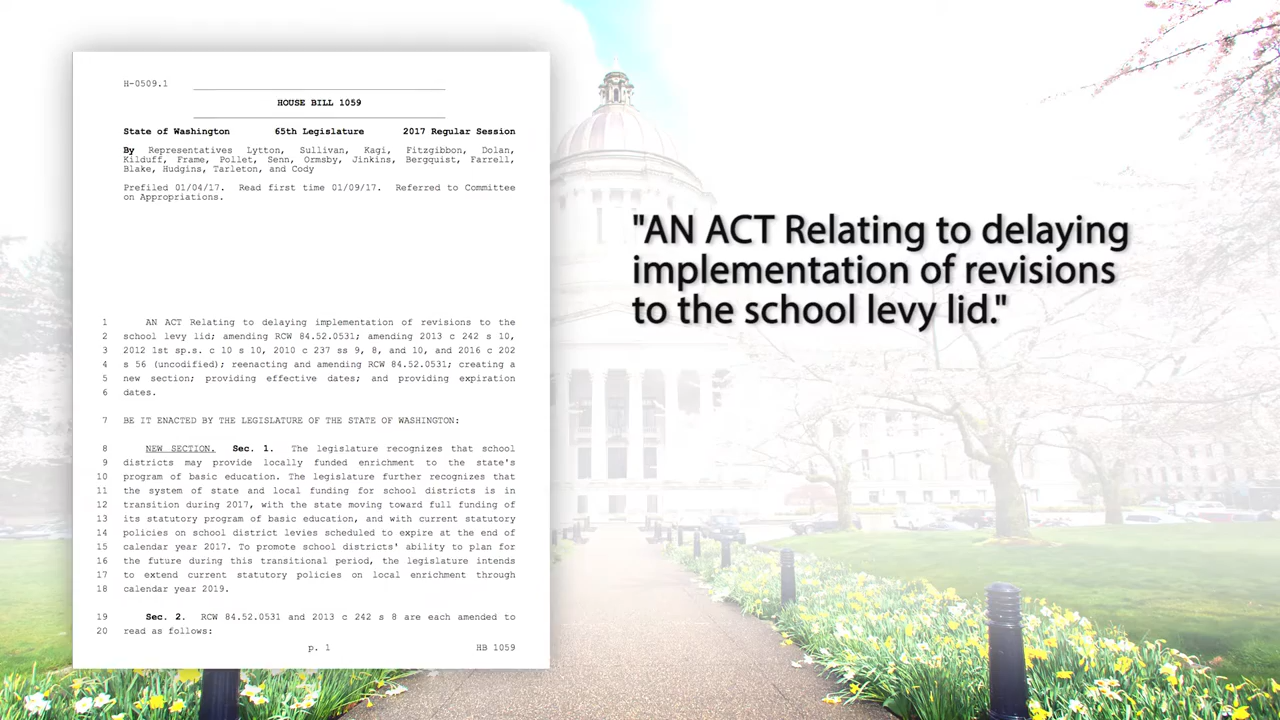 H-0509.1
HOUSE BILL 1059
State of Washington 65th Legislature 2017 Regular Session
By Representatives Lytton, Sullivan, Kagi, Fitzgibbon, Dolan,
Kilduff, Frame, Pollet, Senn, Ormsby, Jinkins, Bergquist, Farrell,
Blake, Hudgins, Tarleton, and Cody
Prefiled 01/04/17. Read first time 01/09/17. Referred to Committee
on Appropriations.
1 AN ACT Relating to delaying implementation of revisions to the
2 school levy lid; amending RCW 84.52.0531; amending 2013 c 242 s 10,
3 2012 1st sp.s. c 10 s 10, 2010 c 237 ss 9, 8, and 10, and 2016 c 202
4 s 56 (uncodified); reenacting and amending RCW 84.52.0531; creating a
5 new section; providing effective dates; and providing expiration
6 dates.
7 BE IT ENACTED BY THE LEGISLATURE OF THE STATE OF WASHINGTON:
8 NEW SECTION. Sec. 1. The legislature recognizes that school
9 districts may provide locally funded enrichment to the state's
10 program of basic education. The legislature further recognizes that
11 the system of state and local funding for school districts is in
12 transition during 2017, with the state moving toward full funding of
13 its statutory program of basic education, and with current statutory
14 policies on school district levies scheduled to expire at the end of
15 calendar year 2017. To promote school districts' ability to plan for
16 the future during this transitional period, the legislature intends
17 to extend current statutory policies on local enrichment through
18 calendar year 2019.
19 Sec. 2. RCW 84.52.0531 and 2013 c 242 s 8 are each amended to
20 read as follows:
p. 1 HB 1059
"AN ACT Relating to delaying
implementation of revisions
to the school levy lid."